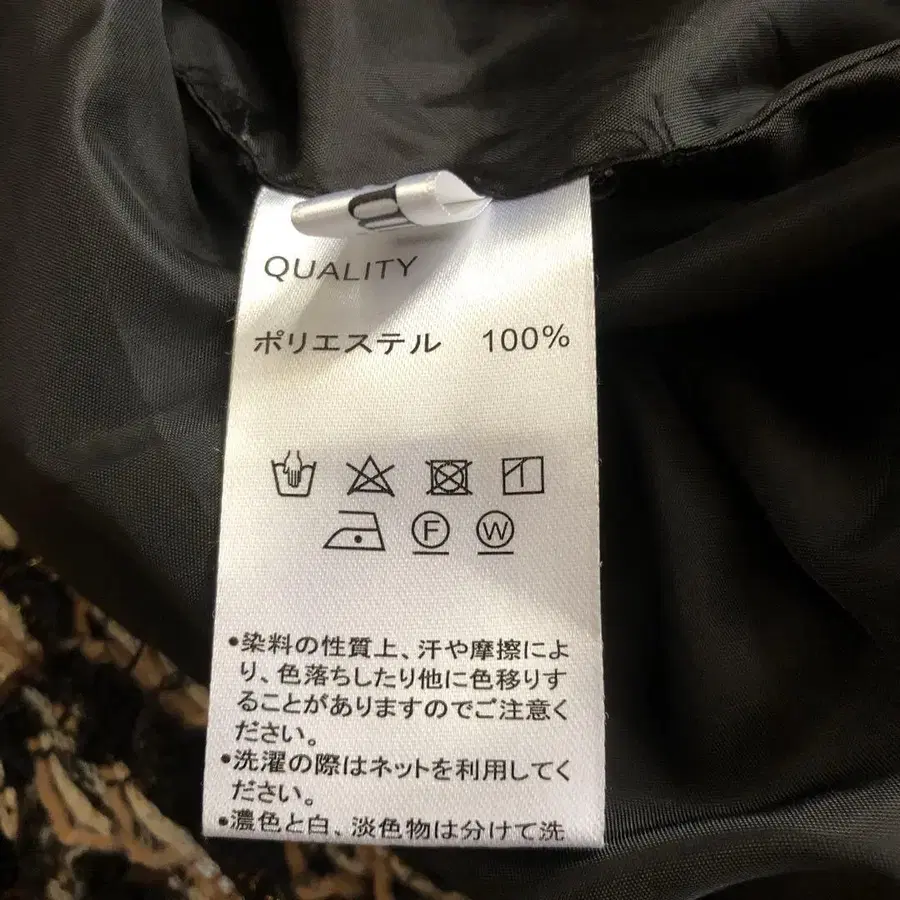 QUALITY
ポリエステル 100%
F W
•染料の性質上、汗や摩擦によ
り、色落ちしたり他に色移りす
ることがありますのでご注意く
ださい。
•洗濯の際はネットを利用してく
ださい。
•濃色と白、淡色物は分けて洗